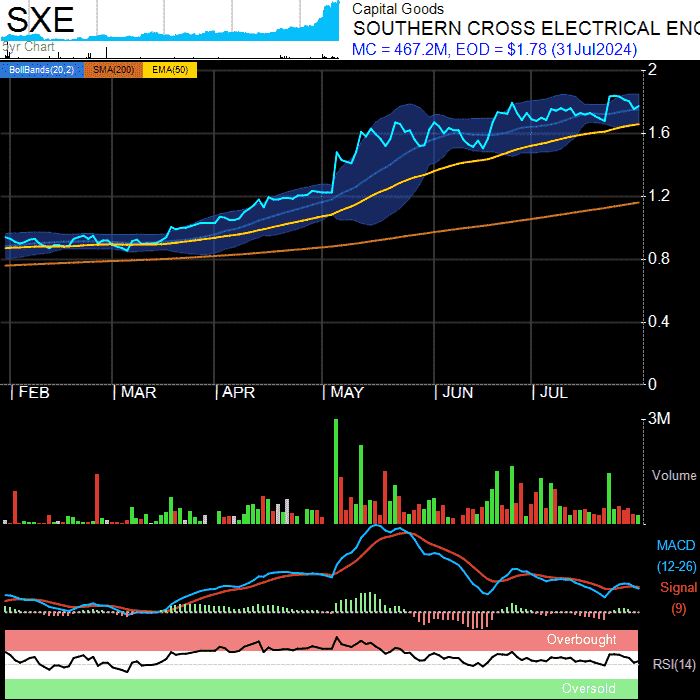 SXE
5yr Chart
Capital Goods
SOUTHERN CROSS ELECTRICAL ENG
MC = 467.2M, EOD = $1.78 (31Jul2024)
BollBands(20,2) SMA(200) EMA(50)
2
1.6
1.2
0.8
0.4
0
FEB MAR APR MAY JUN JUL
3M
Volume
MACD
(12-26)
Signal
(9)
Overbought
RSI(14)
Oversold